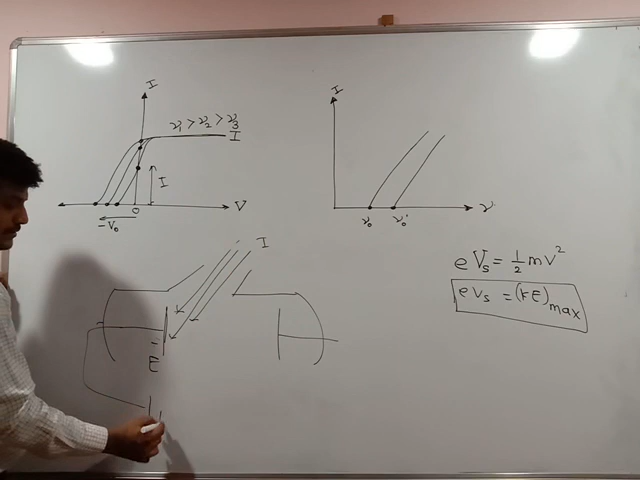 I
ν₁ > ν₂ > ν₃
I
I
V
0
-V₀
I
ν
ν₀
ν₀'
I
E
eVₛ = ½mv²
eVₛ = (KE)max